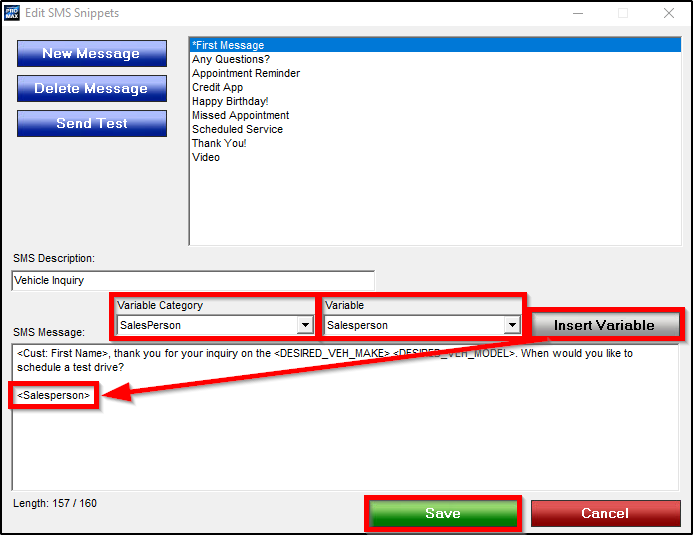 PRO MAX
Edit SMS Snippets
New Message
Delete Message
Send Test
*First Message
Any Questions?
Appointment Reminder
Credit App
Happy Birthday!
Missed Appointment
Scheduled Service
Thank You!
Video
SMS Description:
Vehicle Inquiry
Variable Category
Variable
SalesPerson
Salesperson
Insert Variable
SMS Message:
<Cust: First Name>, thank you for your inquiry on the <DESIRED_VEH_MAKE> <DESIRED_VEH_MODEL>. When would you like to
schedule a test drive?
<Salesperson>
Length: 157 / 160
Save
Cancel